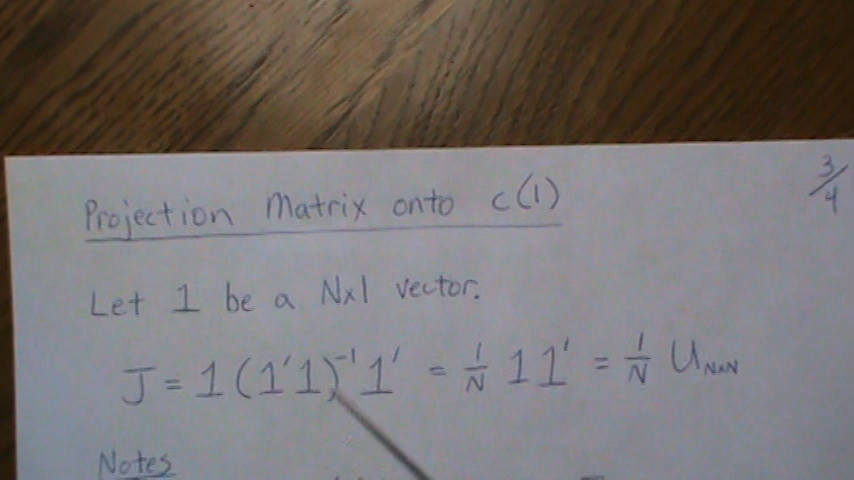 Projection Matrix onto c(1)
3/4
Let 1 be a Nx1 vector.
J = 1(1'1)⁻¹1' = 1/N 11' = 1/N U_NxN
Notes